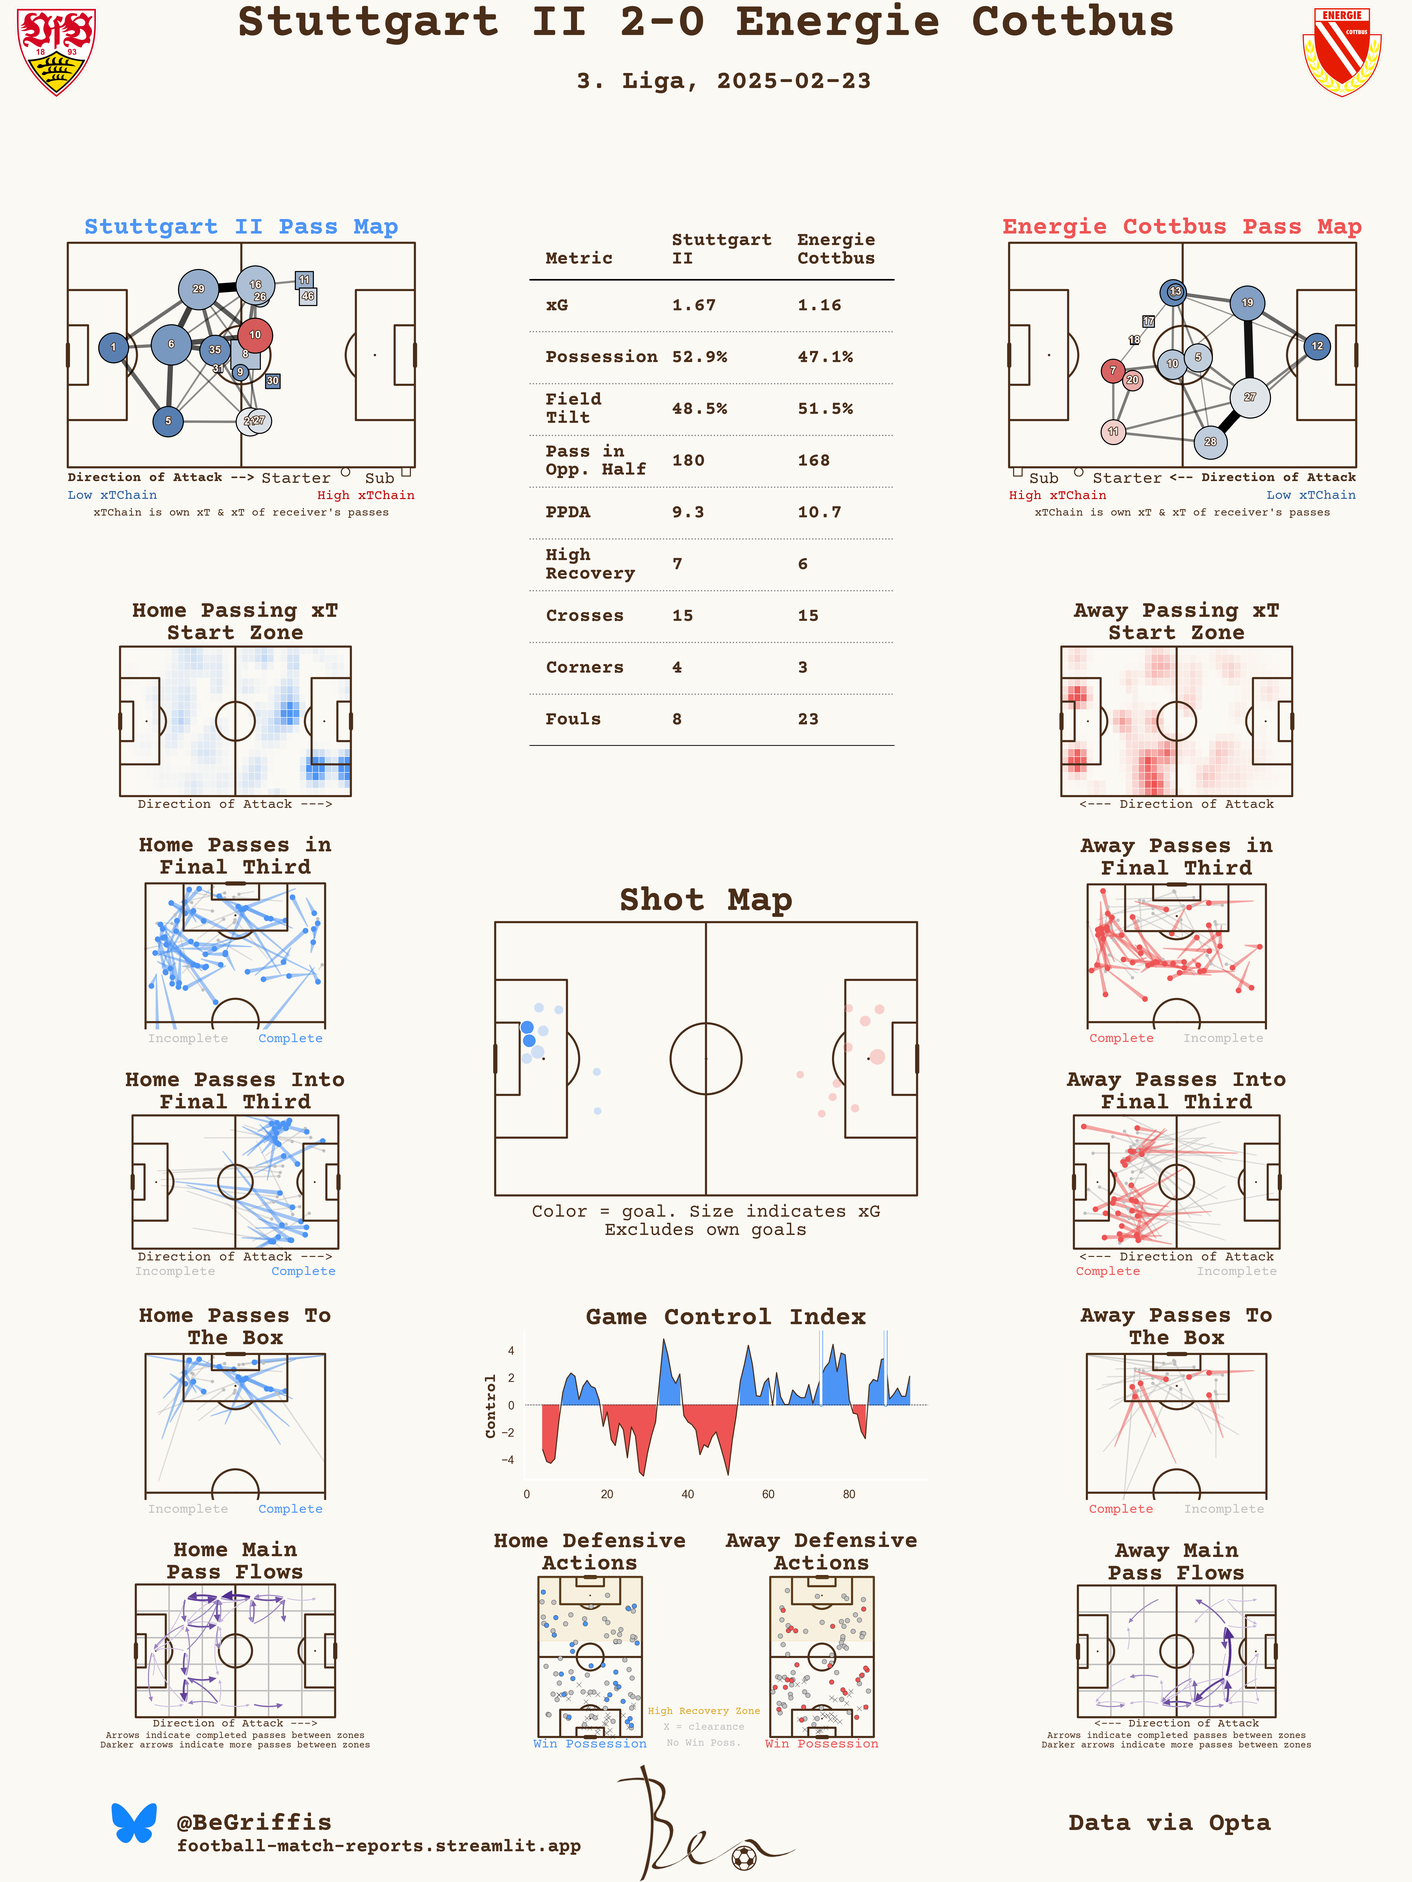 Stuttgart II 2-0 Energie Cottbus
3. Liga, 2025-02-23
18 93
ENERGIE
COTTBUS
Stuttgart II Pass Map
29
16
26
11
46
10
1
6
35
8
31
9
30
5
27
Direction of Attack --> Starter Sub
Low xTChain High xTChain
xTChain is own xT & xT of receiver's passes
Metric Stuttgart II Energie Cottbus
xG 1.67 1.16
Possession 52.9% 47.1%
Field Tilt 48.5% 51.5%
Pass in Opp. Half 180 168
PPDA 9.3 10.7
High Recovery 7 6
Crosses 15 15
Corners 4 3
Fouls 8 23
Energie Cottbus Pass Map
13
19
17
18
12
10
5
7
20
27
11
28
Sub Starter <-- Direction of Attack
High xTChain Low xTChain
xTChain is own xT & xT of receiver's passes
Home Passing xT
Start Zone
Direction of Attack --->
Away Passing xT
Start Zone
<--- Direction of Attack
Home Passes in
Final Third
Incomplete Complete
Away Passes in
Final Third
Complete Incomplete
Shot Map
Color = goal. Size indicates xG
Excludes own goals
Home Passes Into
Final Third
Direction of Attack --->
Incomplete Complete
Away Passes Into
Final Third
<--- Direction of Attack
Complete Incomplete
Home Passes To
The Box
Incomplete Complete
Game Control Index
Control
4
2
0
−2
−4
0 20 40 60 80
Away Passes To
The Box
Complete Incomplete
Home Main
Pass Flows
Direction of Attack --->
Arrows indicate completed passes between zones
Darker arrows indicate more passes between zones
Home Defensive
Actions
Win Possession
High Recovery Zone
X = clearance
No Win Poss.
Away Defensive
Actions
Win Possession
Away Main
Pass Flows
<--- Direction of Attack
Arrows indicate completed passes between zones
Darker arrows indicate more passes between zones
@BeGriffis
football-match-reports.streamlit.app
Ben
Data via Opta